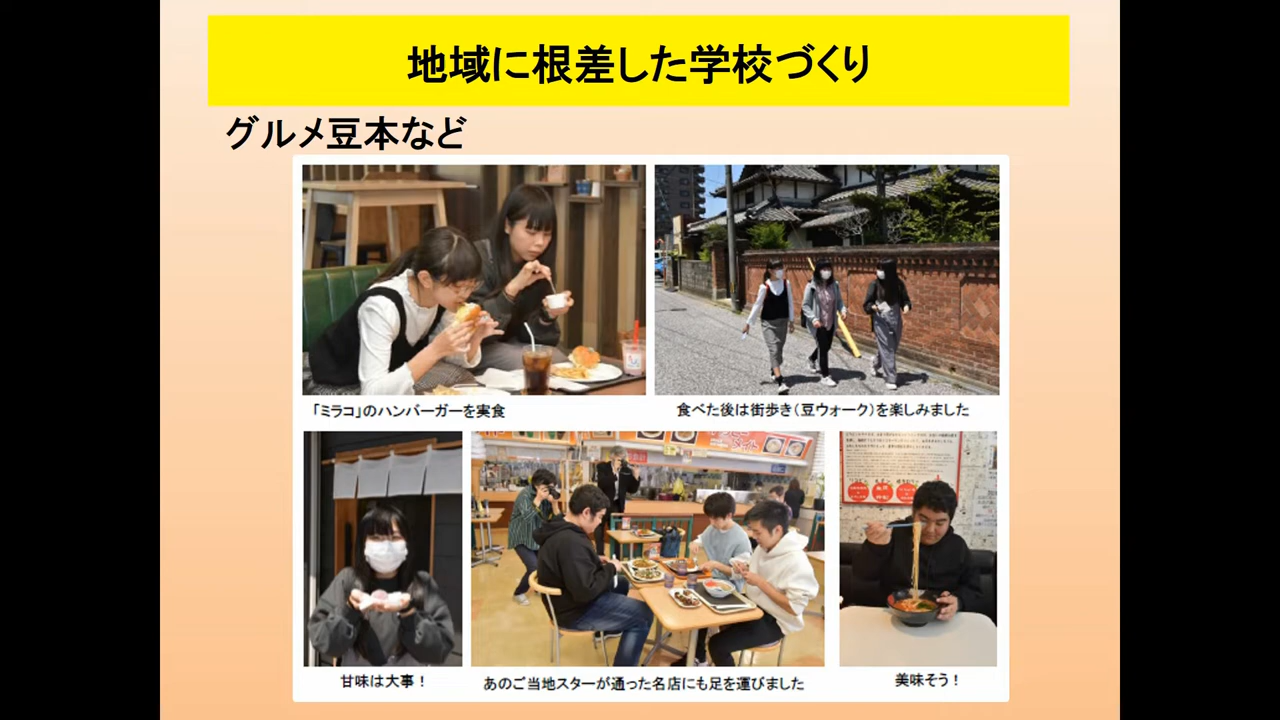 地域に根差した学校づくり
グルメ豆本など
「ミラコ」のハンバーガーを実食
食べた後は街歩き（豆ウォーク）を楽しみました
甘味は大事！
あのご当地スターが通った名店にも足を運びました
美味そう！